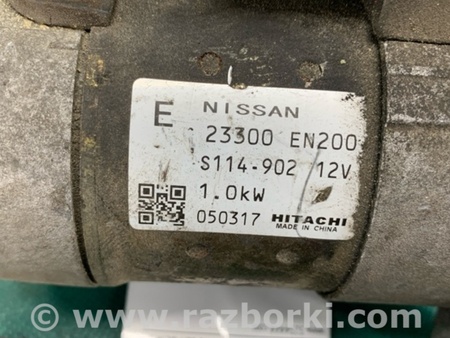 E NISSAN
23300 EN200
S114-902 12V
1.0kW
050317 HITACHI
MADE IN CHINA
© www.razborki.com